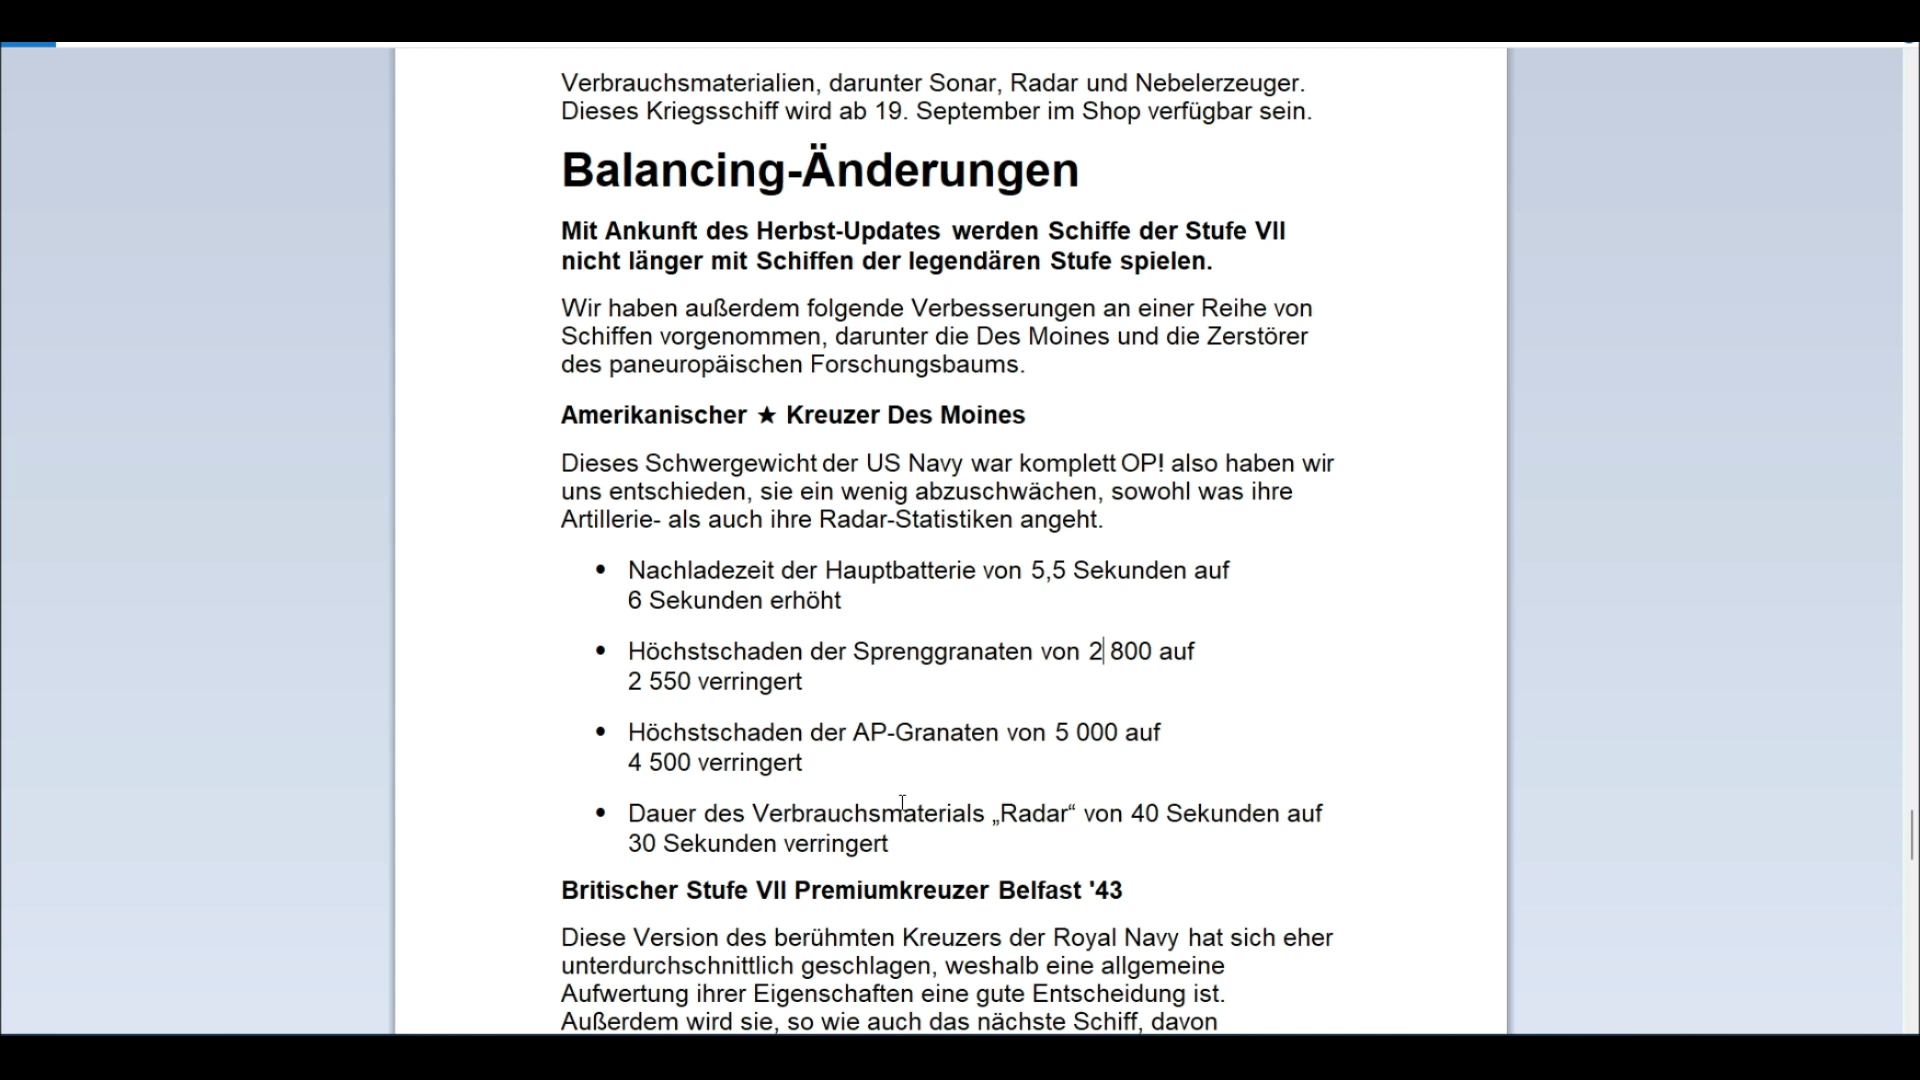 Verbrauchsmaterialien, darunter Sonar, Radar und Nebelerzeuger.
Dieses Kriegsschiff wird ab 19. September im Shop verfügbar sein.
Balancing-Änderungen
Mit Ankunft des Herbst-Updates werden Schiffe der Stufe VII
nicht länger mit Schiffen der legendären Stufe spielen.
Wir haben außerdem folgende Verbesserungen an einer Reihe von
Schiffen vorgenommen, darunter die Des Moines und die Zerstörer
des paneuropäischen Forschungsbaums.
Amerikanischer ★ Kreuzer Des Moines
Dieses Schwergewicht der US Navy war komplett OP! also haben wir
uns entschieden, sie ein wenig abzuschwächen, sowohl was ihre
Artillerie- als auch ihre Radar-Statistiken angeht.
• Nachladezeit der Hauptbatterie von 5,5 Sekunden auf
6 Sekunden erhöht
• Höchstschaden der Sprenggranaten von 2 800 auf
2 550 verringert
• Höchstschaden der AP-Granaten von 5 000 auf
4 500 verringert
• Dauer des Verbrauchsmaterials „Radar“ von 40 Sekunden auf
30 Sekunden verringert
Britischer Stufe VII Premiumkreuzer Belfast '43
Diese Version des berühmten Kreuzers der Royal Navy hat sich eher
unterdurchschnittlich geschlagen, weshalb eine allgemeine
Aufwertung ihrer Eigenschaften eine gute Entscheidung ist.
Außerdem wird sie, so wie auch das nächste Schiff, davon